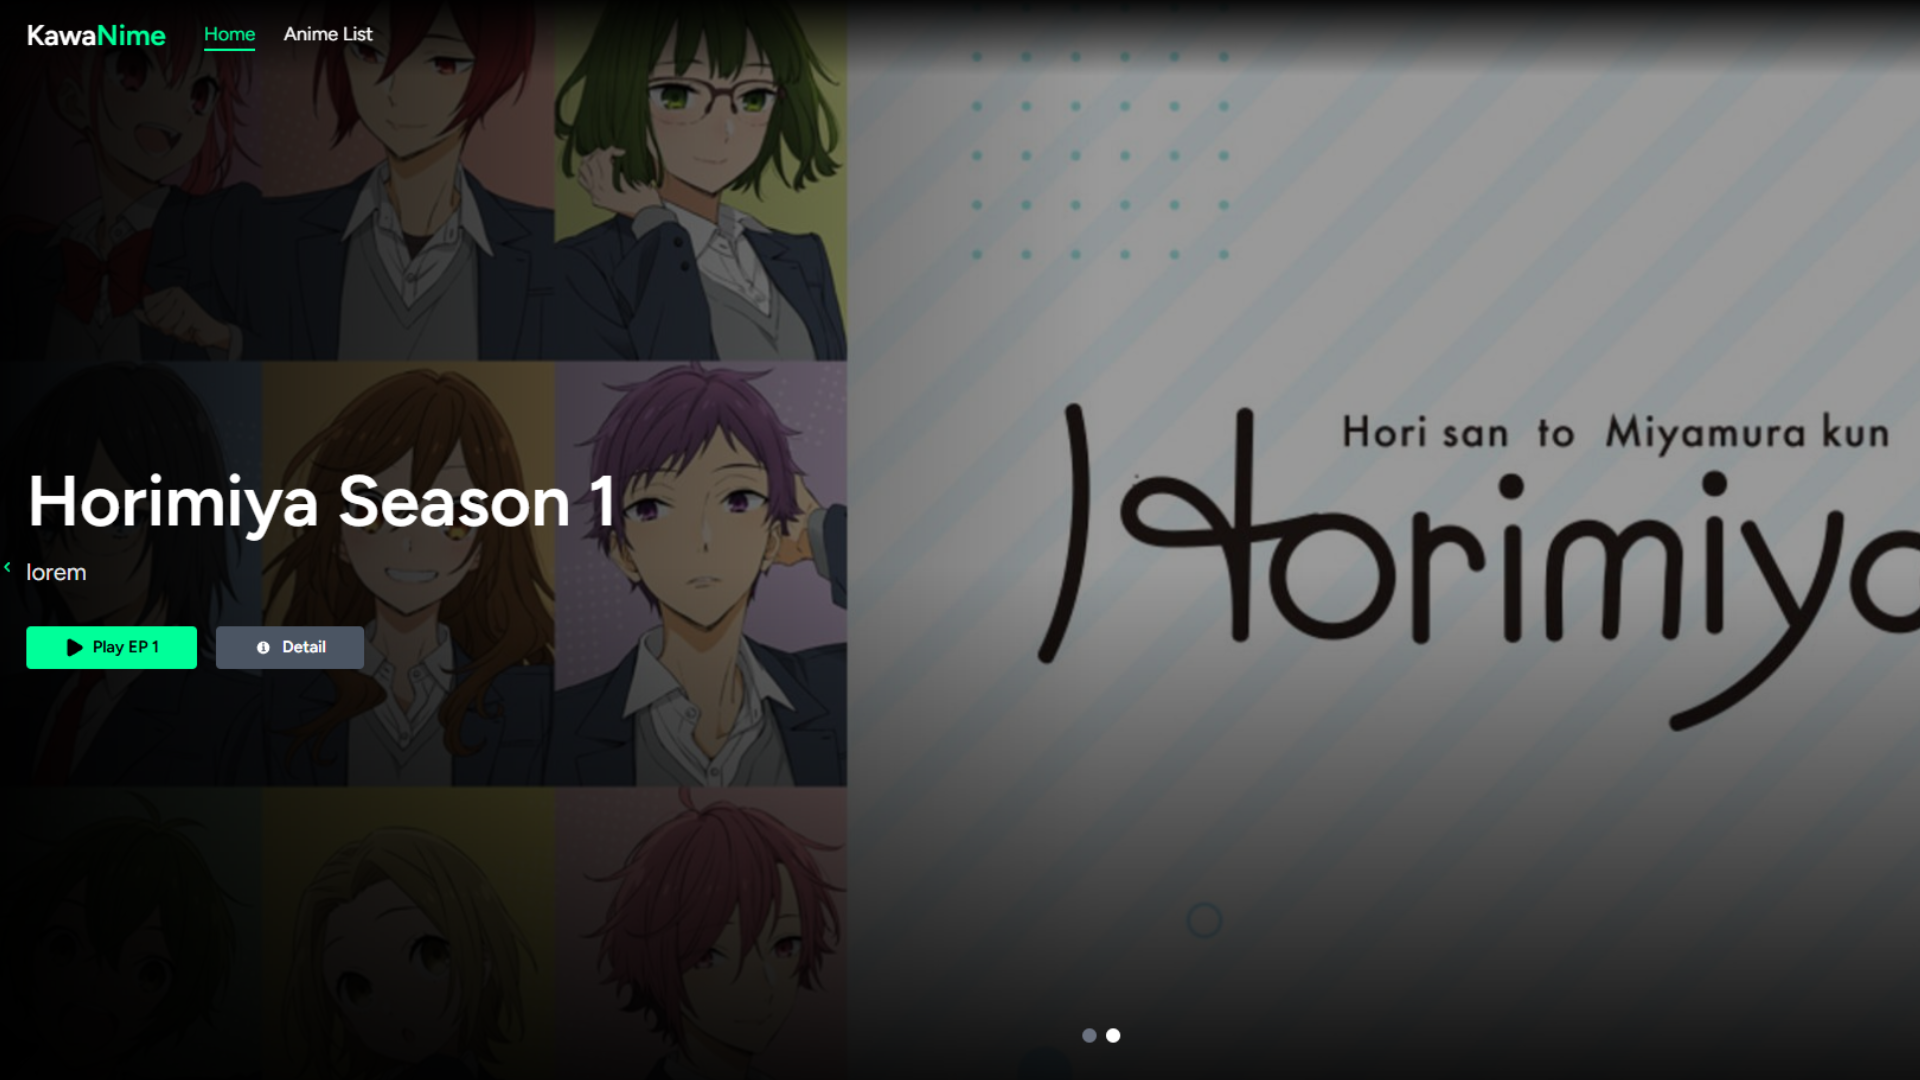 KawaNime Home Anime List
Hori san to Miyamura kun
Horimiya
Horimiya Season 1
lorem
Play EP 1 Detail